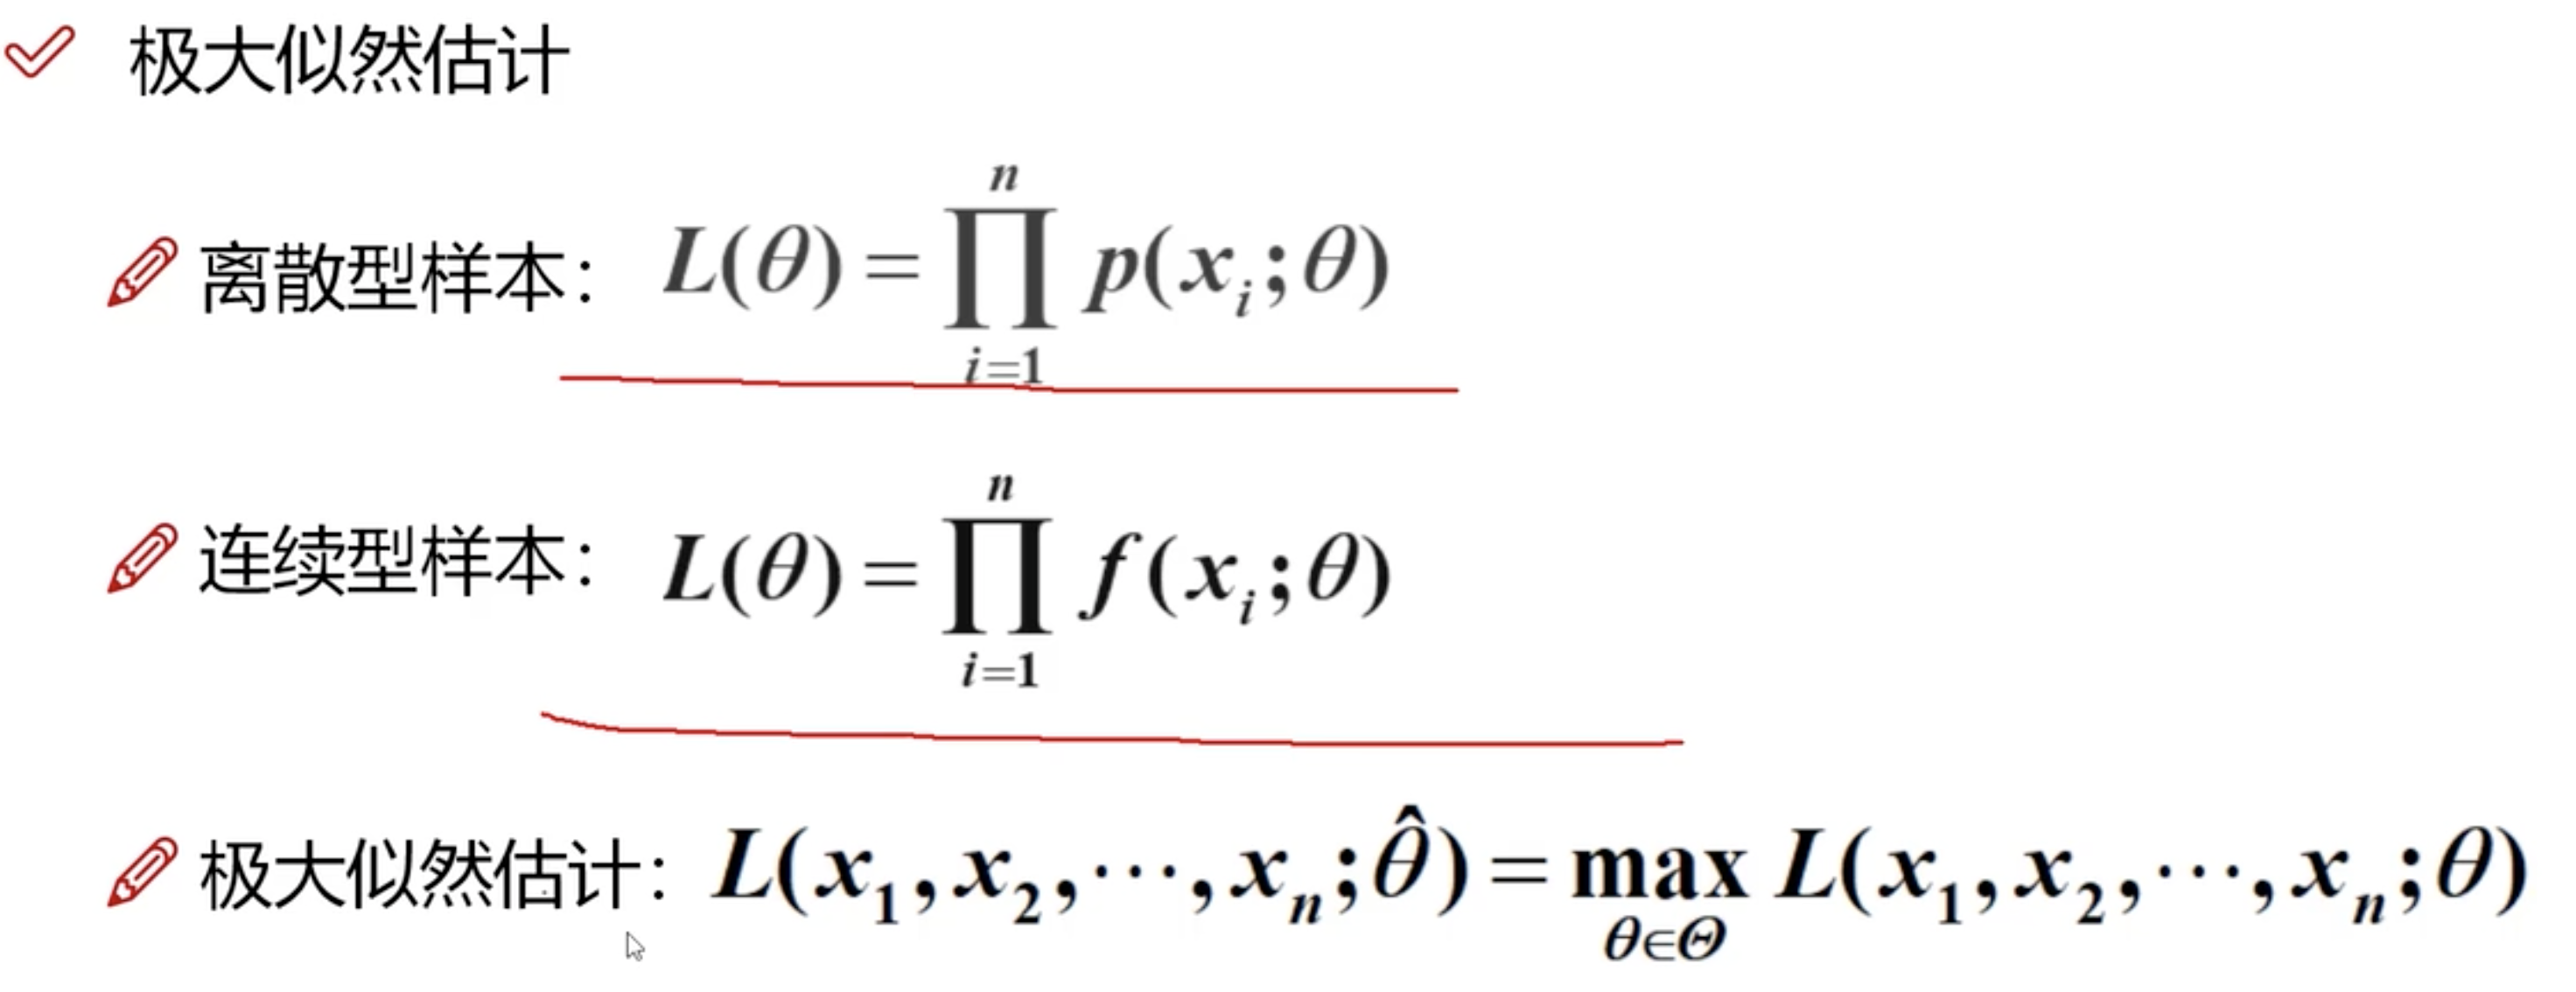 极大似然估计
离散型样本： L(θ) = ∏_{i=1}^{n} p(x_i;θ)
连续型样本： L(θ) = ∏_{i=1}^{n} f(x_i;θ)
极大似然估计： L(x_1,x_2,⋯,x_n;θ̂) = max_{θ∈Θ} L(x_1,x_2,⋯,x_n;θ)